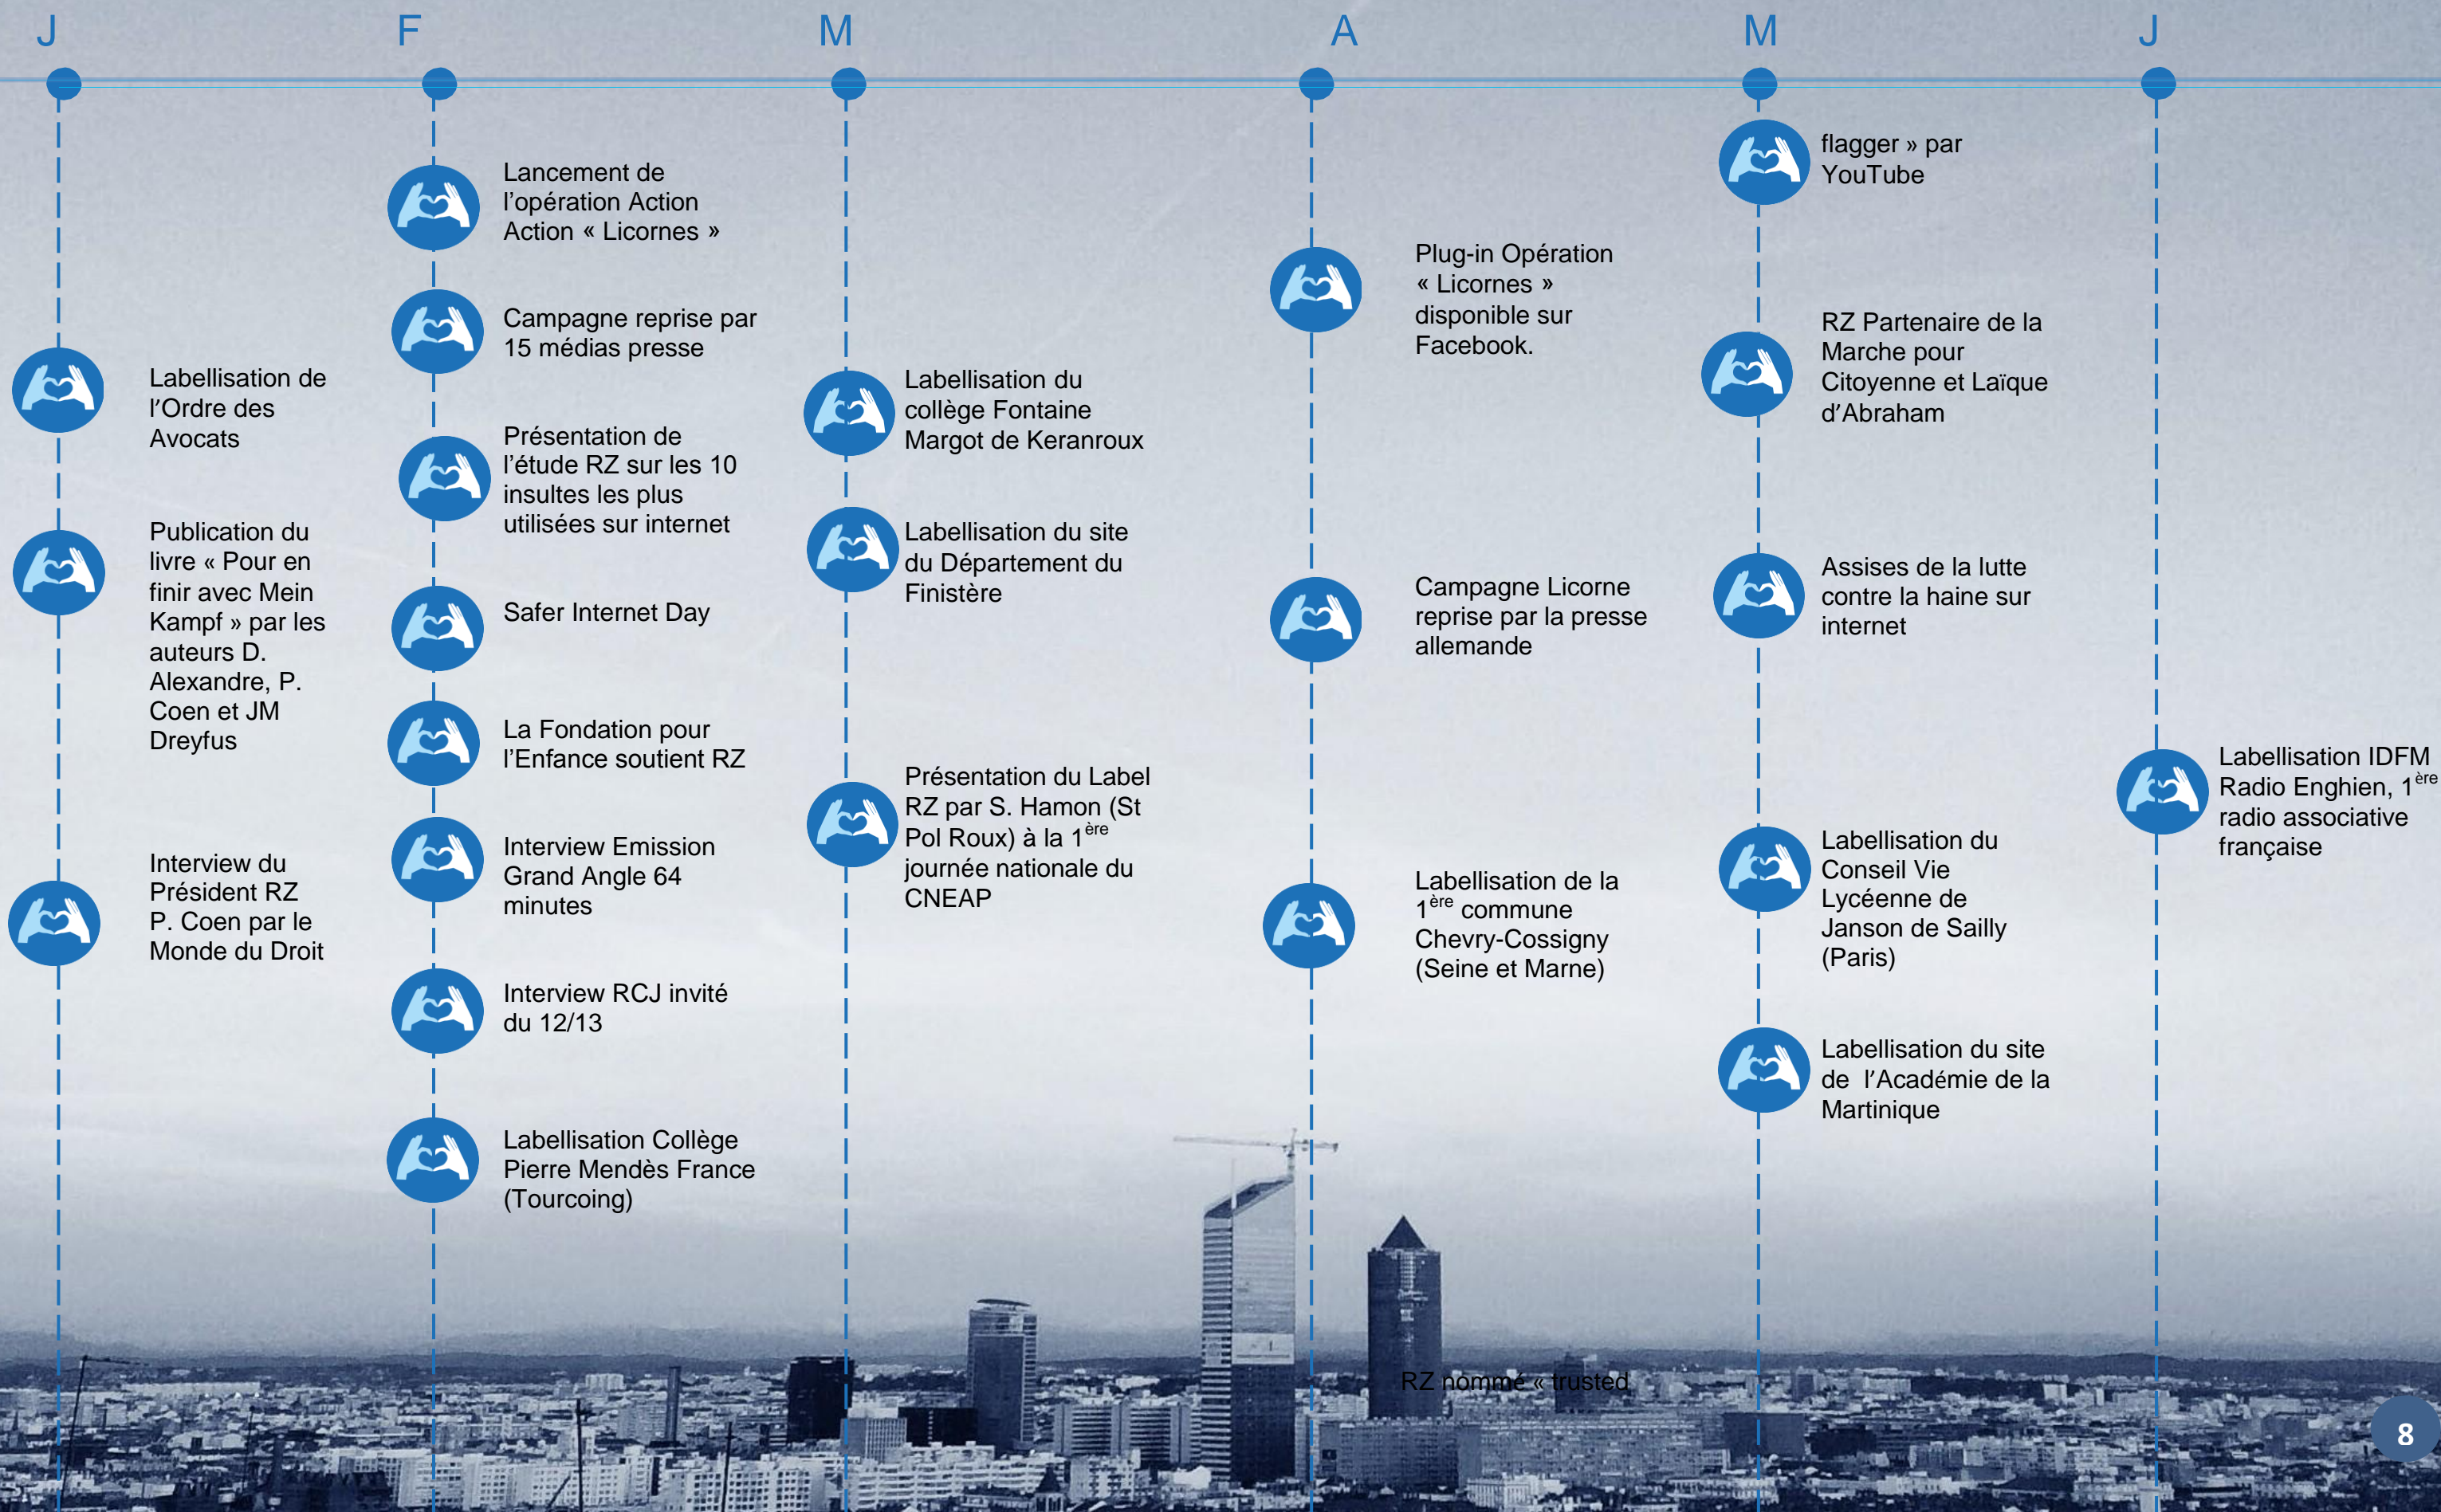 J
F
M
A
M
J
Labellisation de
l’Ordre des
Avocats
Publication du
livre « Pour en
finir avec Mein
Kampf » par les
auteurs D.
Alexandre, P.
Coen et JM
Dreyfus
Interview du
Président RZ
P. Coen par le
Monde du Droit
Lancement de
l’opération Action
Action « Licornes »
Campagne reprise par
15 médias presse
Présentation de
l’étude RZ sur les 10
insultes les plus
utilisées sur internet
Safer Internet Day
La Fondation pour
l’Enfance soutient RZ
Interview Emission
Grand Angle 64
minutes
Interview RCJ invité
du 12/13
Labellisation Collège
Pierre Mendès France
(Tourcoing)
Labellisation du
collège Fontaine
Margot de Keranroux
Labellisation du site
du Département du
Finistère
Présentation du Label
RZ par S. Hamon (St
Pol Roux) à la 1ère
journée nationale du
CNEAP
Plug-in Opération
« Licornes »
disponible sur
Facebook.
Campagne Licorne
reprise par la presse
allemande
Labellisation de la
1ère commune
Chevry-Cossigny
(Seine et Marne)
RZ nommé « trusted
flagger » par
YouTube
RZ Partenaire de la
Marche pour
Citoyenne et Laïque
d’Abraham
Assises de la lutte
contre la haine sur
internet
Labellisation du
Conseil Vie
Lycéenne de
Janson de Sailly
(Paris)
Labellisation du site
de  l’Académie de la
Martinique
Labellisation IDFM
Radio Enghien, 1ère
radio associative
française
8